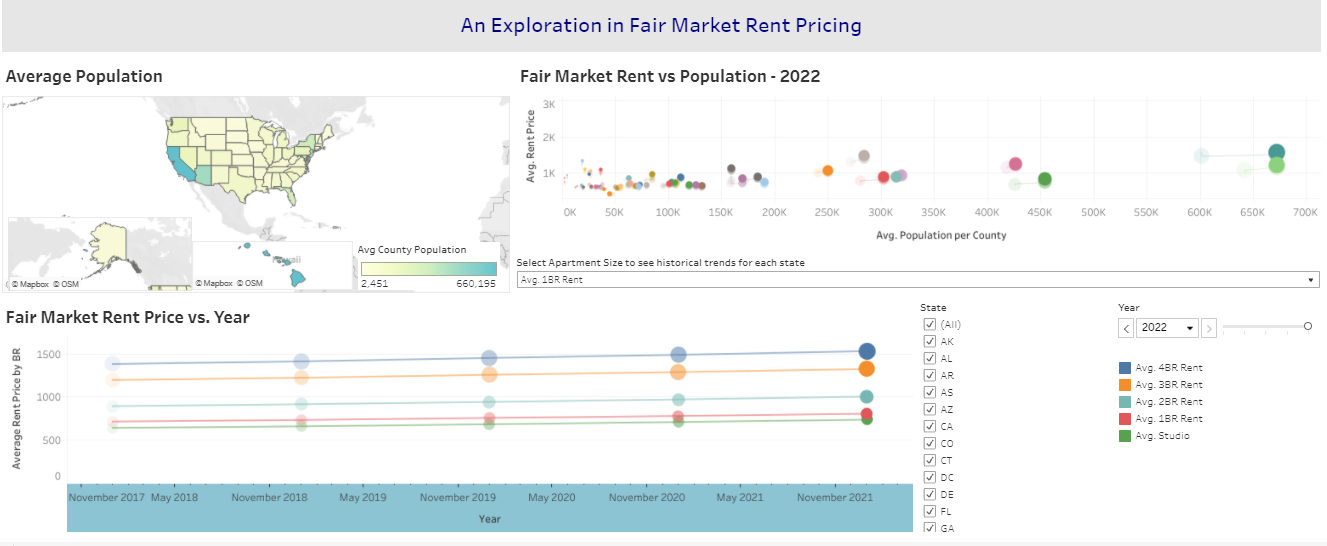 An Exploration in Fair Market Rent Pricing
Average Population
© Mapbox © OSM
© Mapbox © OSM
Avg County Population
2,451 660,195
Fair Market Rent vs Population - 2022
Avg. Rent Price
3K
2K
1K
0K 50K 100K 150K 200K 250K 300K 350K 400K 450K 500K 550K 600K 650K 700K
Avg. Population per County
Select Apartment Size to see historical trends for each state
Avg. 1BR Rent
Fair Market Rent Price vs. Year
Average Rent Price by BR
1500
1000
500
0
November 2017 May 2018 November 2018 May 2019 November 2019 May 2020 November 2020 May 2021 November 2021
Year
State
(All)
AK
AL
AR
AS
AZ
CA
CO
CT
DC
DE
FL
GA
Year
2022
Avg. 4BR Rent
Avg. 3BR Rent
Avg. 2BR Rent
Avg. 1BR Rent
Avg. Studio